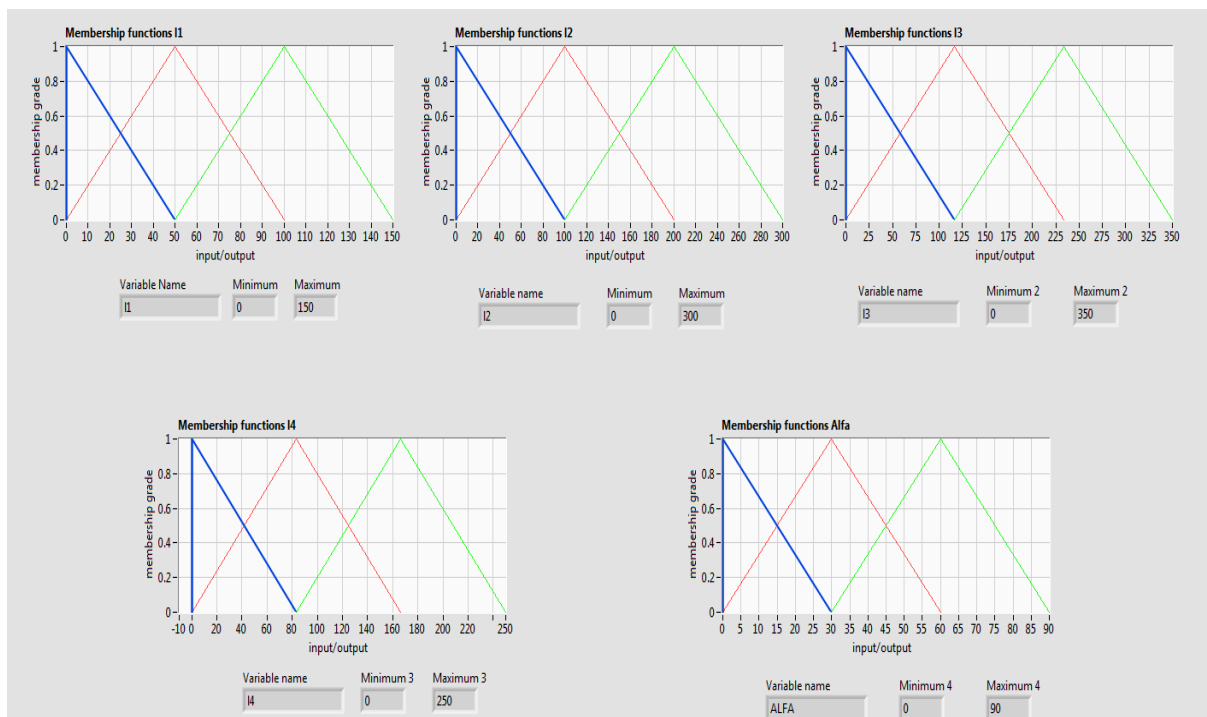 Membership functions I1
1
0.8
0.6
0.4
0.2
0
membership grade
0 10 20 30 40 50 60 70 80 90 100 110 120 130 140 150
input/output
Variable Name Minimum Maximum
I1 0 150
Membership functions I2
1
0.8
0.6
0.4
0.2
0
membership grade
0 20 40 60 80 100 120 140 160 180 200 220 240 260 280 300
input/output
Variable name Minimum Maximum
I2 0 300
Membership functions I3
1
0.8
0.6
0.4
0.2
0
membership grade
0 25 50 75 100 125 150 175 200 225 250 275 300 325 350
input/output
Variable name Minimum 2 Maximum 2
I3 0 350
Membership functions I4
1
0.8
0.6
0.4
0.2
0
membership grade
-10 0 20 40 60 80 100 120 140 160 180 200 220 250
input/output
Variable name Minimum 3 Maximum 3
I4 0 250
Membership functions Alfa
1
0.8
0.6
0.4
0.2
0
membership grade
0 5 10 15 20 25 30 35 40 45 50 55 60 65 70 75 80 85 90
input/output
Variable name Minimum 4 Maximum 4
ALFA 0 90